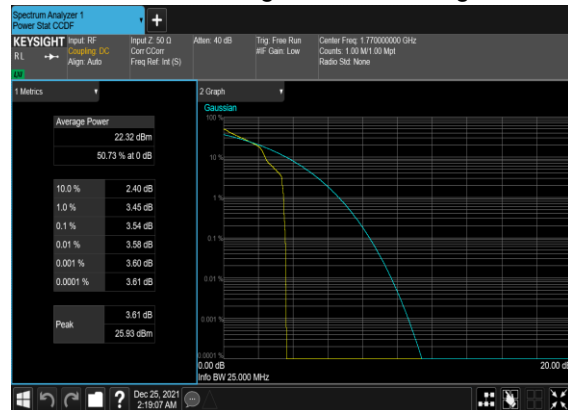 Spectrum Analyzer 1
Power Stat CCDF
+
KEYSIGHT
RL
Input: RF
Coupling: DC
Align: Auto
Input Z: 50 Ω
Corr CCorr
Freq Ref: Int (S)
Atten: 40 dB
Trig: Free Run
#IF Gain: Low
Center Freq: 1.770000000 GHz
Counts: 1.00 M/1.00 Mpt
Radio Std: None
LXI
1 Metrics
Average Power
22.32 dBm
50.73 % at 0 dB
10.0 % 2.40 dB
1.0 % 3.45 dB
0.1 % 3.54 dB
0.01 % 3.58 dB
0.001 % 3.60 dB
0.0001 % 3.61 dB
Peak
3.61 dB
25.93 dBm
2 Graph
Gaussian
100 %
10 %
1 %
0.1 %
0.01 %
0.001 %
0.0001 %
0.00 dB
20.00 dB
Info BW 25.000 MHz
?
Dec 25, 2021
2:19:07 AM